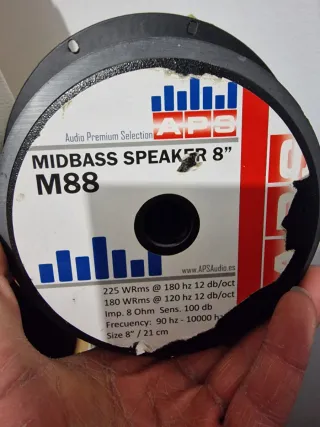 APS
Audio Premium Selection
MIDBASS SPEAKER 8”
M88
APS
www.APSAudio.es
225 WRms @ 180 hz 12 db/oct
180 WRms @ 120 hz 12 db/oct
Imp. 8 Ohm Sens. 100 db
Frecuency: 90 hz - 10000 hz
Size 8” / 21 cm